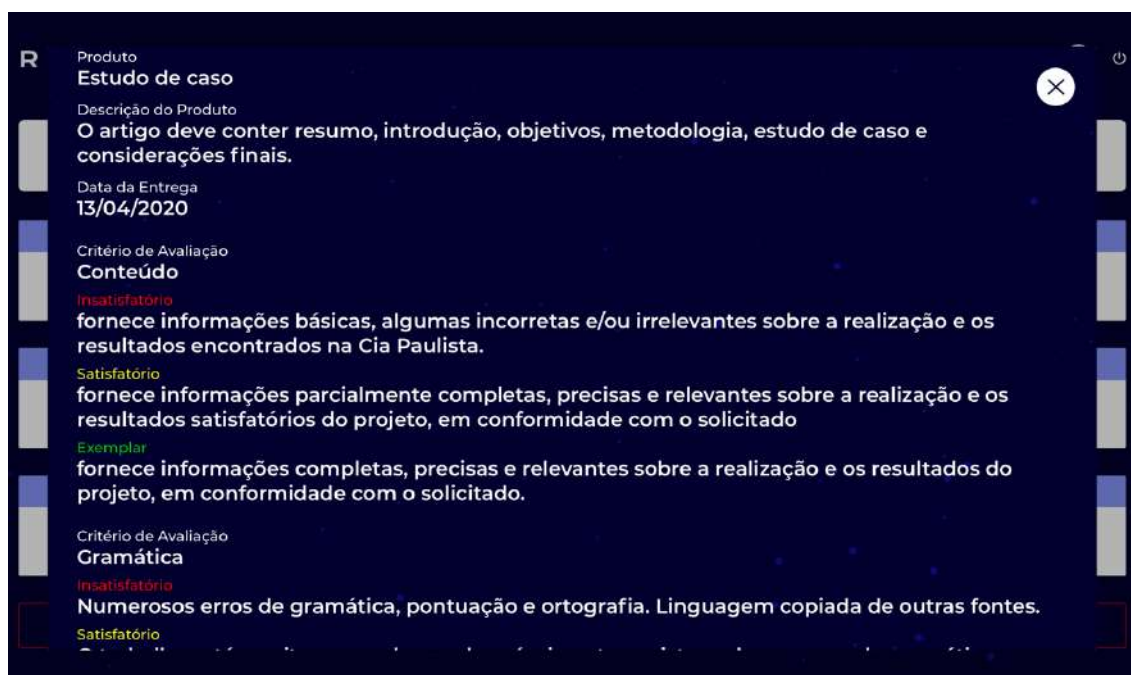 R
Produto
Estudo de caso
Descrição do Produto
O artigo deve conter resumo, introdução, objetivos, metodologia, estudo de caso e
considerações finais.
Data da Entrega
13/04/2020
Critério de Avaliação
Conteúdo
Insatisfatório
fornece informações básicas, algumas incorretas e/ou irrelevantes sobre a realização e os
resultados encontrados na Cia Paulista.
Satisfatório
fornece informações parcialmente completas, precisas e relevantes sobre a realização e os
resultados satisfatórios do projeto, em conformidade com o solicitado
Exemplar
fornece informações completas, precisas e relevantes sobre a realização e os resultados do
projeto, em conformidade com o solicitado.
Critério de Avaliação
Gramática
Insatisfatório
Numerosos erros de gramática, pontuação e ortografia. Linguagem copiada de outras fontes.
Satisfatório